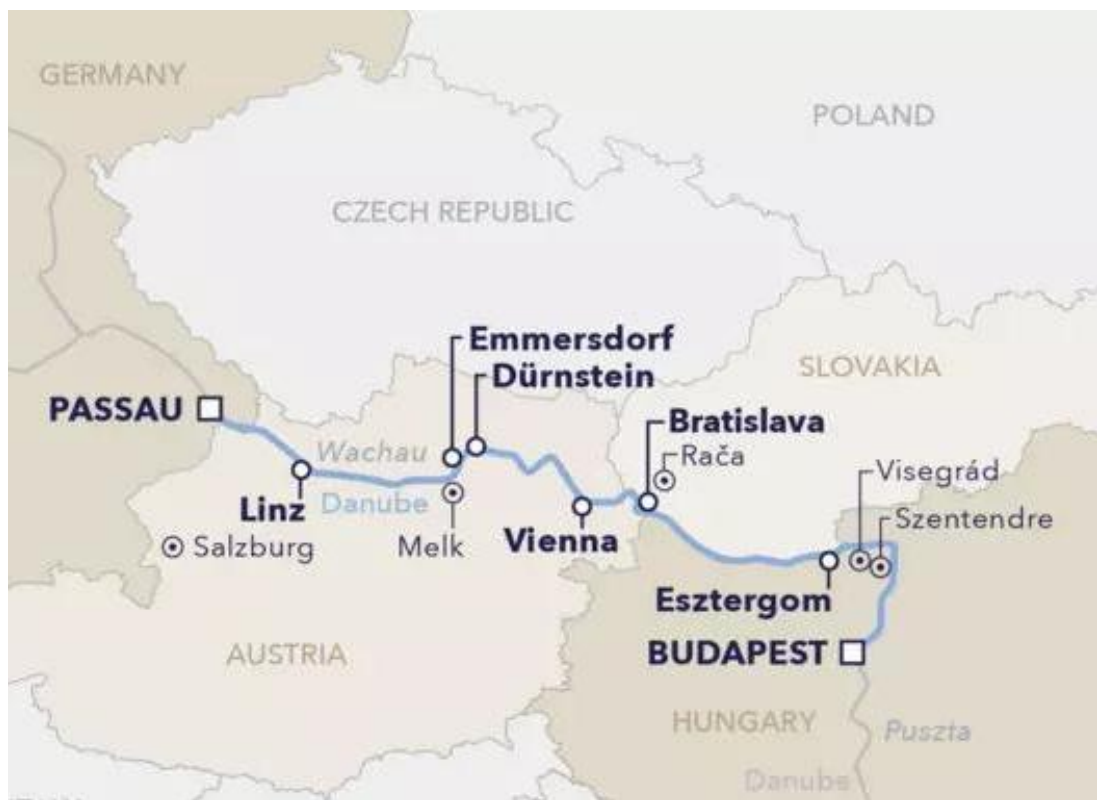 GERMANY
POLAND
CZECH REPUBLIC
Emmersdorf
SLOVAKIA
Dürnstein
PASSAU
Bratislava
Wachau
Rača
Visegrád
Linz
Danube
Szentendre
Salzburg
Melk
Vienna
Esztergom
AUSTRIA
BUDAPEST
HUNGARY
Puszta
Danube